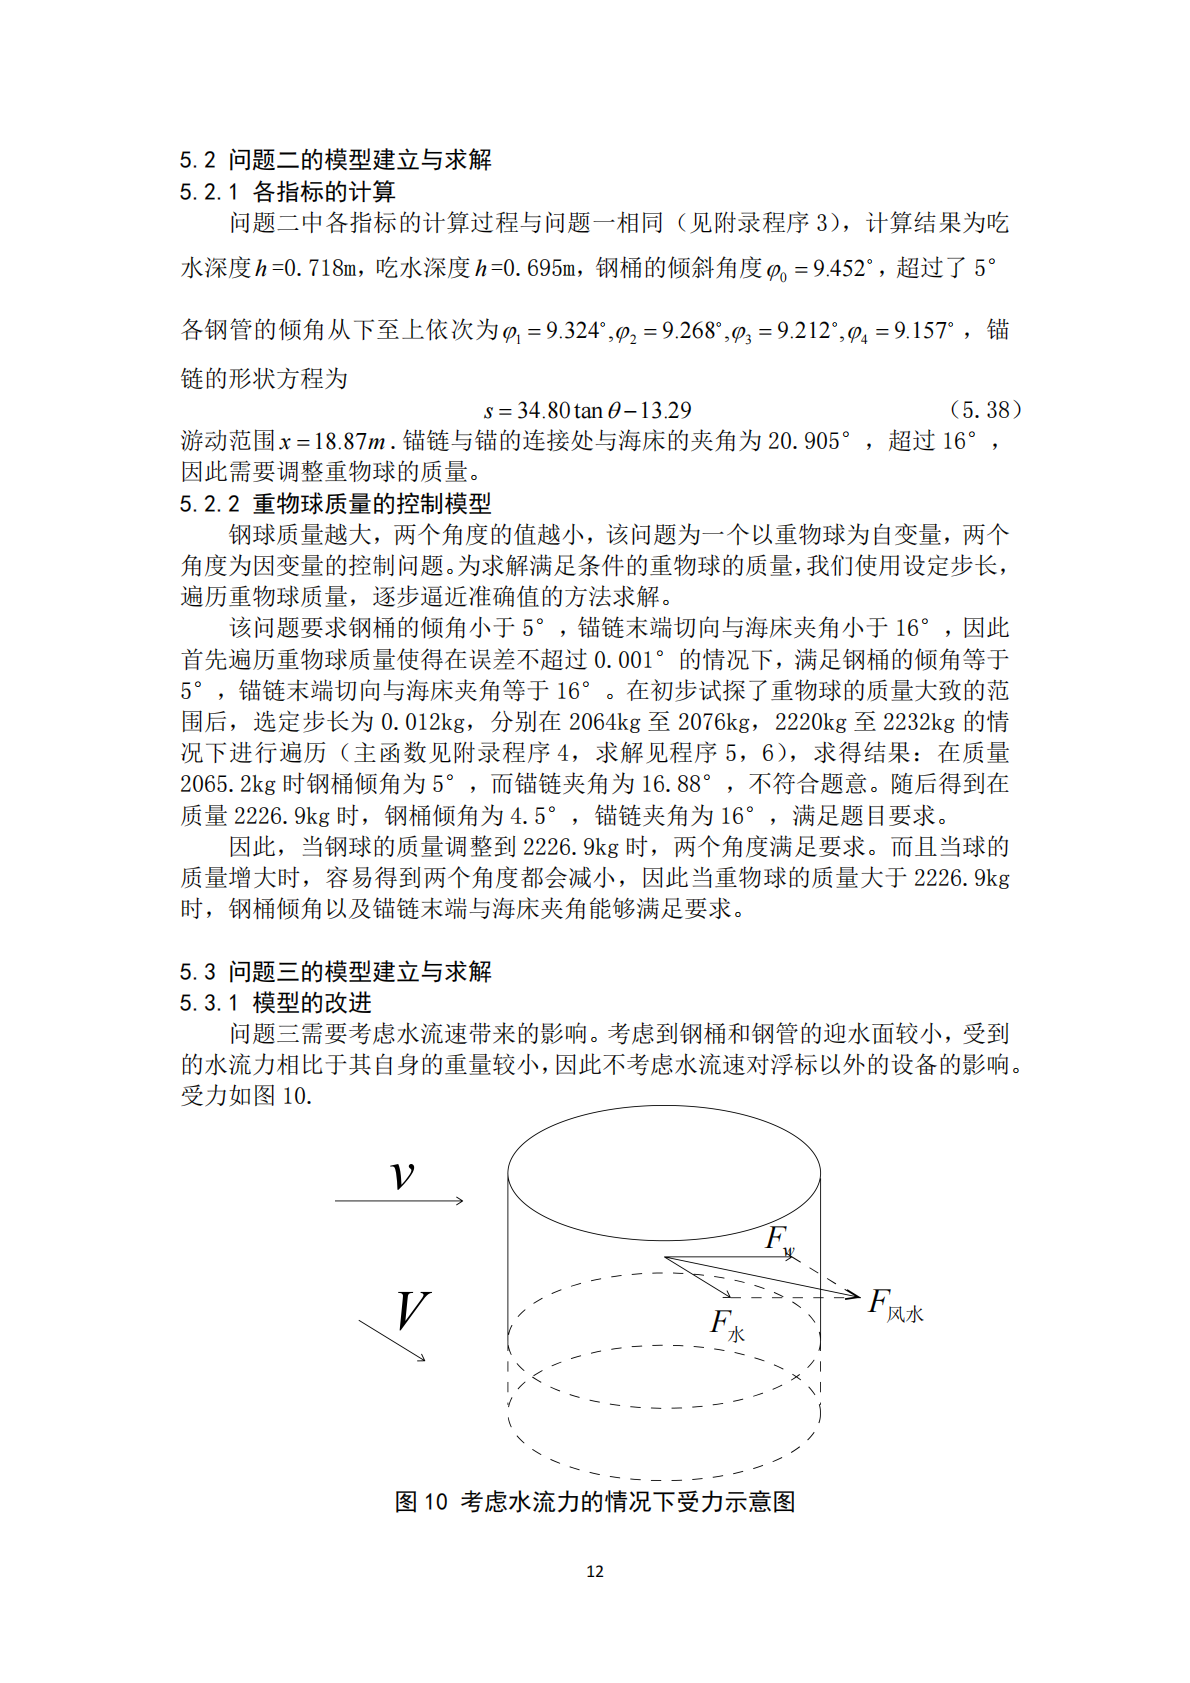 5.2 问题二的模型建立与求解
5.2.1 各指标的计算
问题二中各指标的计算过程与问题一相同（见附录程序 3），计算结果为吃
水深度 h =0.718m，吃水深度 h =0.695m，钢桶的倾斜角度 φ₀ = 9.452°，超过了 5°
各钢管的倾角从下至上依次为 φ₁ = 9.324°,φ₂ = 9.268°,φ₃ = 9.212°,φ₄ = 9.157° ，锚
链的形状方程为
s = 34.80 tan θ − 13.29 （5.38）
游动范围 x = 18.87m . 锚链与锚的连接处与海床的夹角为 20.905°，超过 16°，
因此需要调整重物球的质量。
5.2.2 重物球质量的控制模型
钢球质量越大，两个角度的值越小，该问题为一个以重物球为自变量，两个
角度为因变量的控制问题。为求解满足条件的重物球的质量，我们使用设定步长，
遍历重物球质量，逐步逼近准确值的方法求解。
该问题要求钢桶的倾角小于 5°，锚链末端切向与海床夹角小于 16°，因此
首先遍历重物球质量使得在误差不超过 0.001°的情况下，满足钢桶的倾角等于
5°，锚链末端切向与海床夹角等于 16°。在初步试探了重物球的质量大致的范
围后，选定步长为 0.012kg，分别在 2064kg 至 2076kg，2220kg 至 2232kg 的情
况下进行遍历（主函数见附录程序 4，求解见程序 5，6），求得结果：在质量
2065.2kg 时钢桶倾角为 5°，而锚链夹角为 16.88°，不符合题意。随后得到在
质量 2226.9kg 时，钢桶倾角为 4.5°，锚链夹角为 16°，满足题目要求。
因此，当钢球的质量调整到 2226.9kg 时，两个角度满足要求。而且当球的
质量增大时，容易得到两个角度都会减小，因此当重物球的质量大于 2226.9kg
时，钢桶倾角以及锚链末端与海床夹角能够满足要求。
5.3 问题三的模型建立与求解
5.3.1 模型的改进
问题三需要考虑水流速带来的影响。考虑到钢桶和钢管的迎水面较小，受到
的水流力相比于其自身的重量较小，因此不考虑水流速对浮标以外的设备的影响。
受力如图 10.
v
F_w
V
F_风水
F_水
图 10 考虑水流力的情况下受力示意图
12